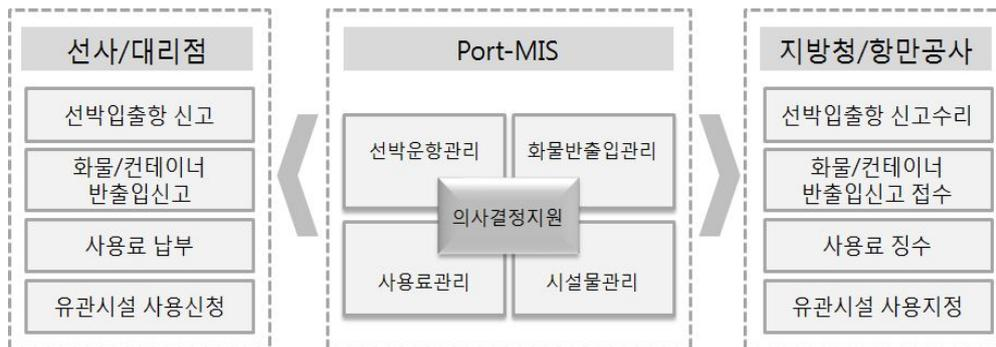 선사/대리점
선박입출항 신고
화물/컨테이너
반출입신고
사용료 납부
유관시설 사용신청
Port-MIS
선박운항관리
화물반출입관리
의사결정지원
사용료관리
시설물관리
지방청/항만공사
선박입출항 신고수리
화물/컨테이너
반출입신고 접수
사용료 징수
유관시설 사용지정